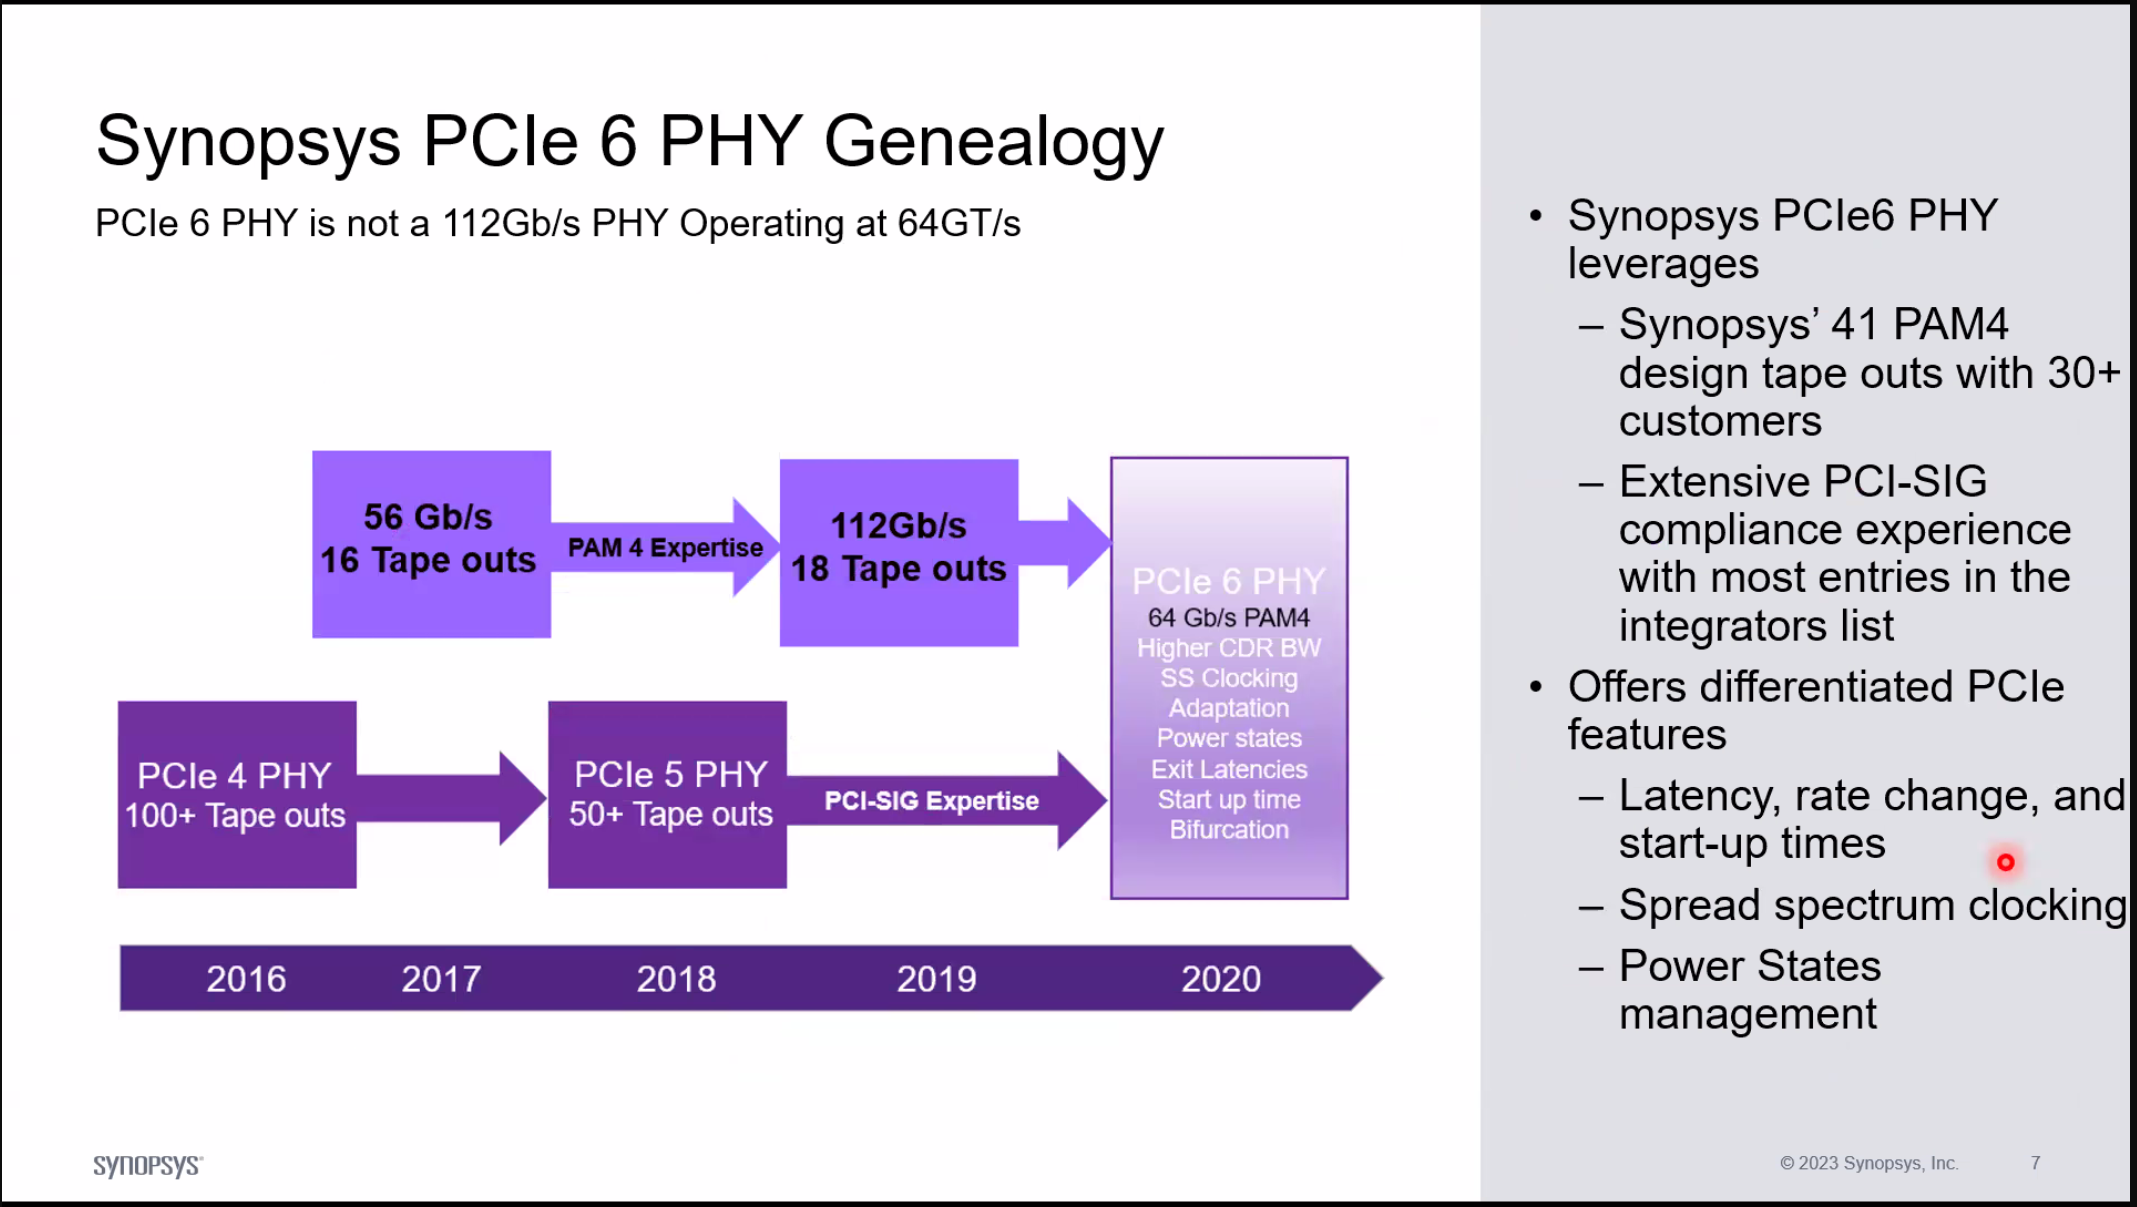 Synopsys PCIe 6 PHY Genealogy
PCIe 6 PHY is not a 112Gb/s PHY Operating at 64GT/s
56 Gb/s
16 Tape outs
PAM 4 Expertise
112Gb/s
18 Tape outs
PCIe 4 PHY
100+ Tape outs
PCIe 5 PHY
50+ Tape outs
PCI-SIG Expertise
PCIe 6 PHY
64 Gb/s PAM4
Higher CDR BW
SS Clocking
Adaptation
Power states
Exit Latencies
Start up time
Bifurcation
2016 2017 2018 2019 2020
• Synopsys PCIe6 PHY
leverages
– Synopsys’ 41 PAM4
design tape outs with 30+
customers
– Extensive PCI-SIG
compliance experience
with most entries in the
integrators list
• Offers differentiated PCIe
features
– Latency, rate change, and
start-up times
– Spread spectrum clocking
– Power States
management
SYNOPSYS®
© 2023 Synopsys, Inc. 7